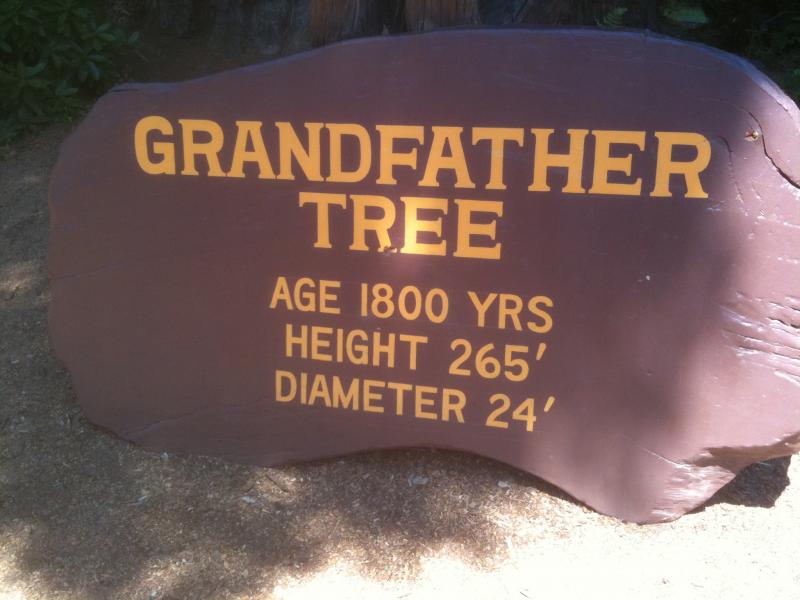 GRANDFATHER
TREE
AGE 1800 YRS
HEIGHT 265'
DIAMETER 24'